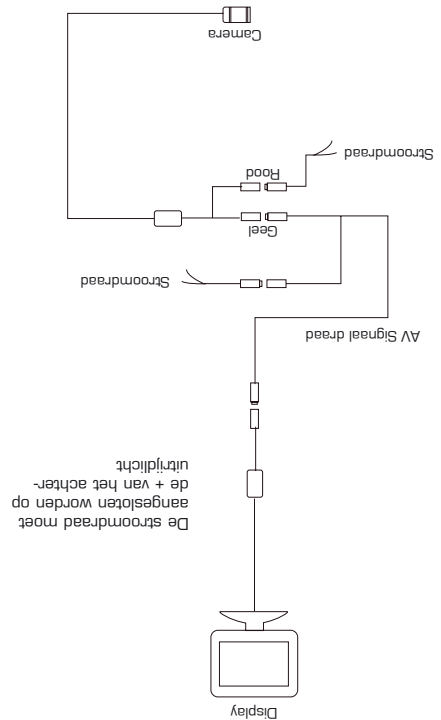 Display
De stroomdraad moet
aangesloten worden op
de + van het achter-
uitrijdlicht
AV Signaal draad
Stroomdraad
Geel
Rood
Stroomdraad
Camera